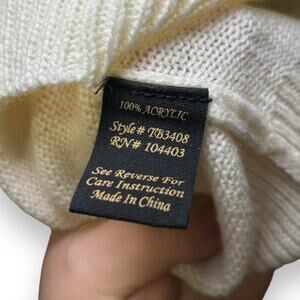 100% ACRYLIC
Style# TB3408
RN# 104403
See Reverse For
Care Instruction
Made In China